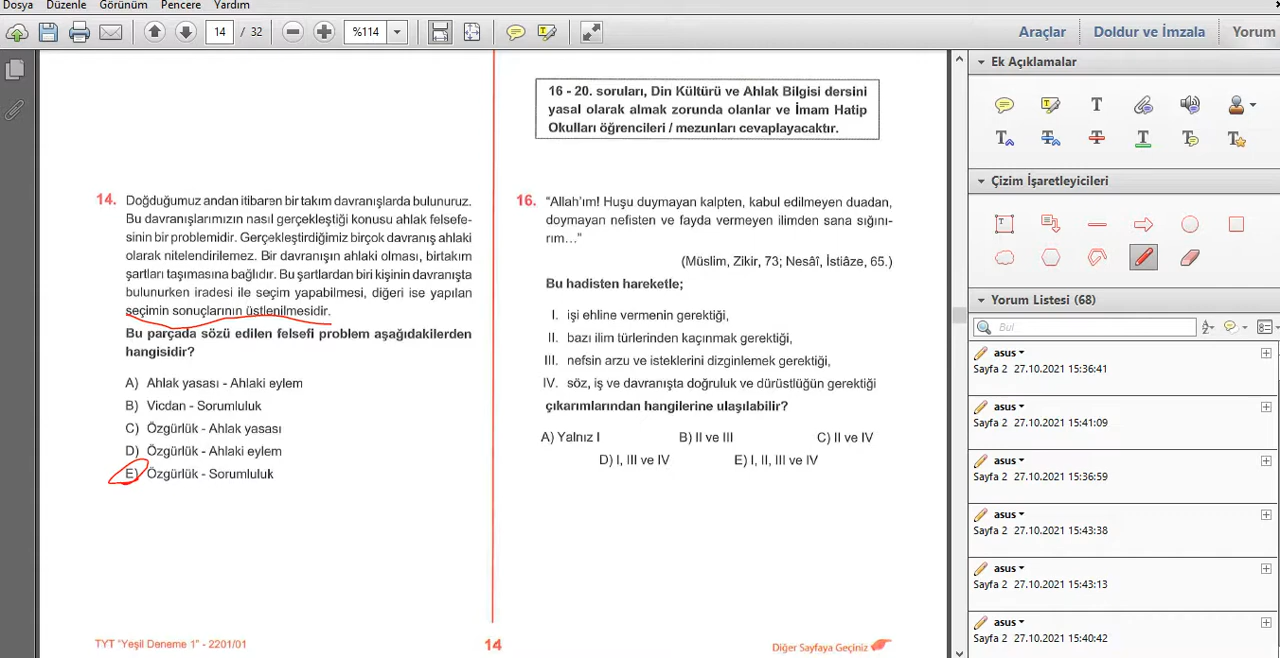 Dosya Düzenle Görünüm Pencere Yardım
14 / 32 %114 Araçlar Doldur ve İmzala Yorum
14. Doğduğumuz andan itibaren bir takım davranışlarda bulunuruz.
Bu davranışlarımızın nasıl gerçekleştiği konusu ahlak felsefe-
sinin bir problemidir. Gerçekleştirdiğimiz birçok davranış ahlaki
olarak nitelendirilemez. Bir davranışın ahlaki olması, birtakım
şartları taşımasına bağlıdır. Bu şartlardan biri kişinin davranışta
bulunurken iradesi ile seçim yapabilmesi, diğeri ise yapılan
seçimin sonuçlarının üstlenilmesidir.
Bu parçada sözü edilen felsefi problem aşağıdakilerden
hangisidir?
A) Ahlak yasası - Ahlaki eylem
B) Vicdan - Sorumluluk
C) Özgürlük - Ahlak yasası
D) Özgürlük - Ahlaki eylem
E) Özgürlük - Sorumluluk
TYT "Yeşil Deneme 1" - 2201/01
16 - 20. soruları, Din Kültürü ve Ahlak Bilgisi dersini
yasal olarak almak zorunda olanlar ve İmam Hatip
Okulları öğrencileri / mezunları cevaplayacaktır.
16. "Allah'ım! Huşu duymayan kalpten, kabul edilmeyen duadan,
doymayan nefisten ve fayda vermeyen ilimden sana sığını-
rım..."
(Müslim, Zikir, 73; Nesâî, İstiâze, 65.)
Bu hadisten hareketle;
I. işi ehline vermenin gerektiği,
II. bazı ilim türlerinden kaçınmak gerektiği,
III. nefsin arzu ve isteklerini dizginlemek gerektiği,
IV. söz, iş ve davranışta doğruluk ve dürüstlüğün gerektiği
çıkarımlarından hangilerine ulaşılabilir?
A) Yalnız I B) II ve III C) II ve IV
D) I, III ve IV E) I, II, III ve IV
14
Diğer Sayfaya Geçiniz
Ek Açıklamalar
Çizim İşaretleyicileri
Yorum Listesi (68)
Bul
asus
Sayfa 2 27.10.2021 15:36:41
asus
Sayfa 2 27.10.2021 15:41:09
asus
Sayfa 2 27.10.2021 15:36:59
asus
Sayfa 2 27.10.2021 15:43:38
asus
Sayfa 2 27.10.2021 15:43:13
asus
Sayfa 2 27.10.2021 15:40:42